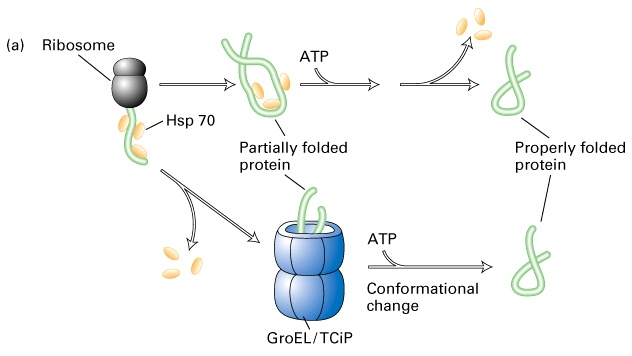 (a) Ribosome
ATP
Hsp 70
Partially folded
protein
Properly folded
protein
ATP
Conformational
change
GroEL/TCiP